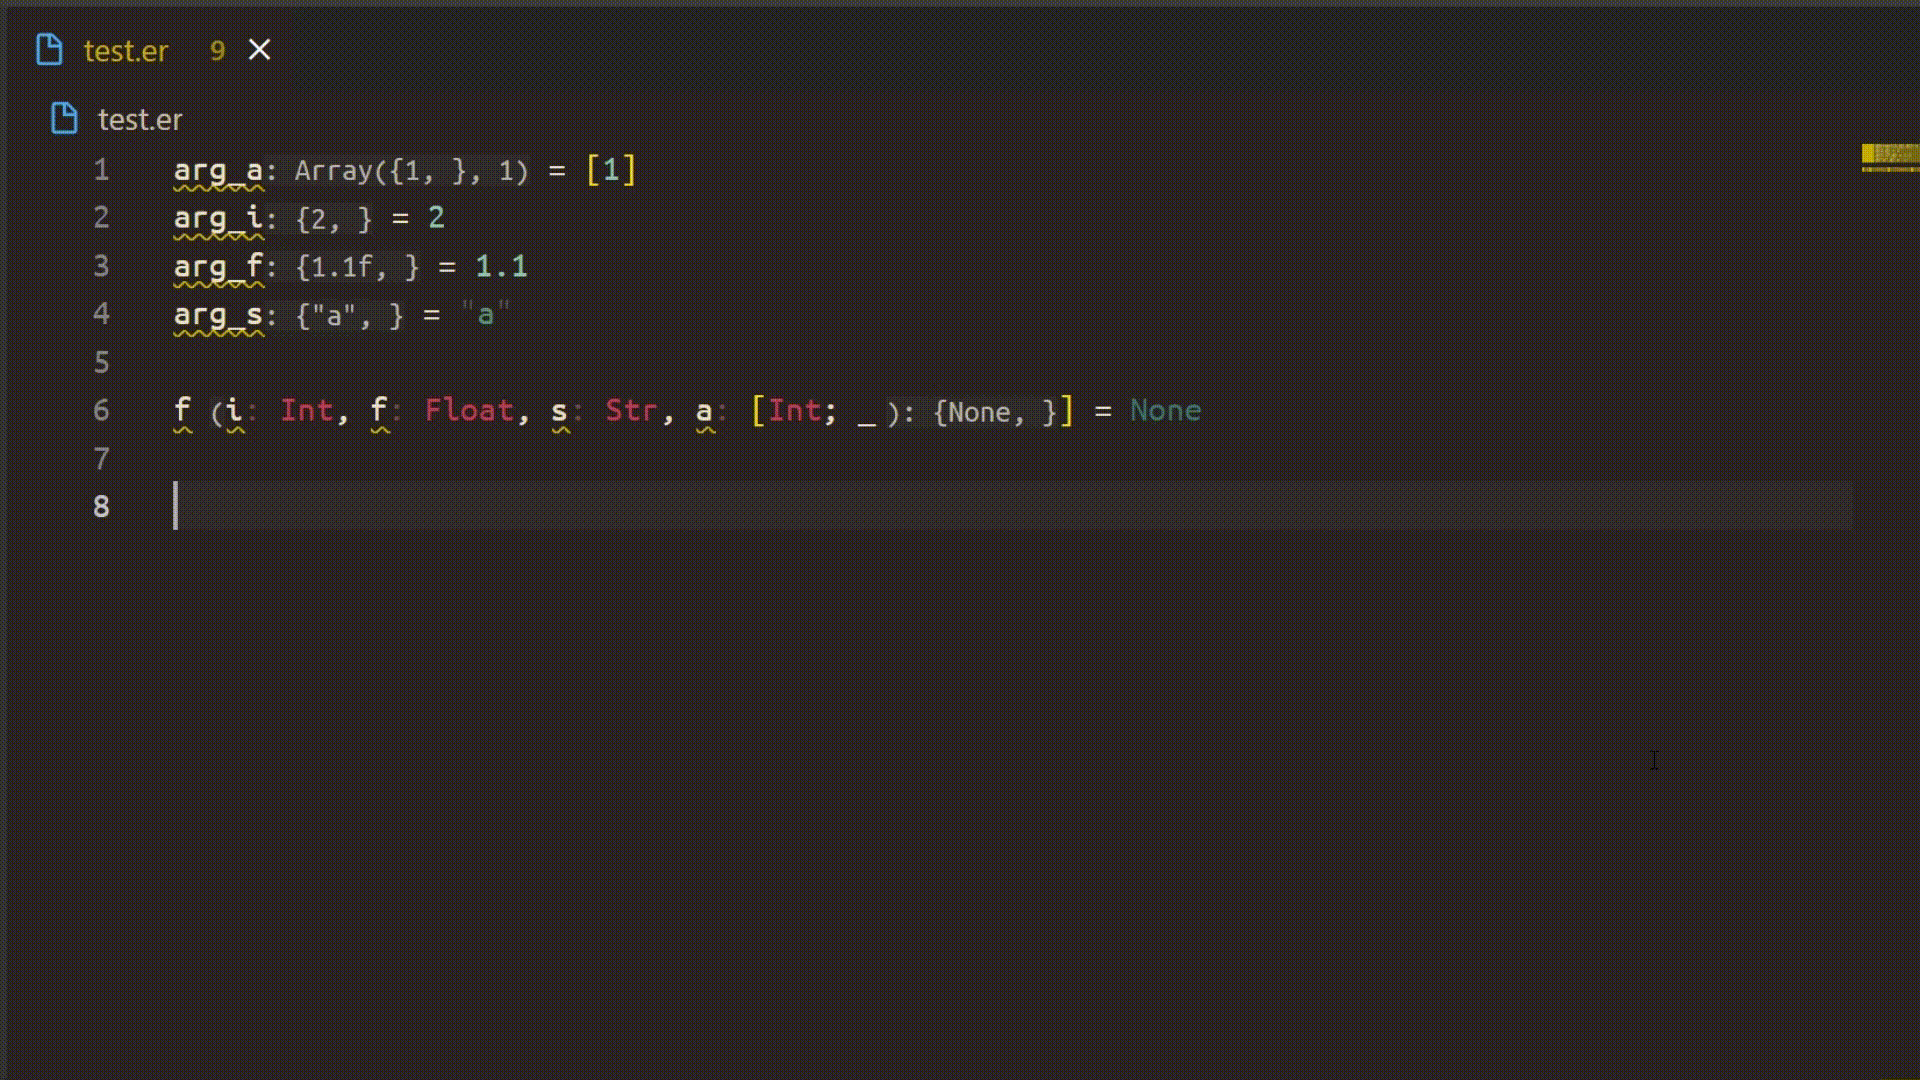 test.er 9
test.er
1 arg_a: Array({1, }, 1) = [1]
2 arg_i: {2, } = 2
3 arg_f: {1.1f, } = 1.1
4 arg_s: {"a", } = "a"
5
6 f (i: Int, f: Float, s: Str, a: [Int; _ ): {None, }] = None
7
8